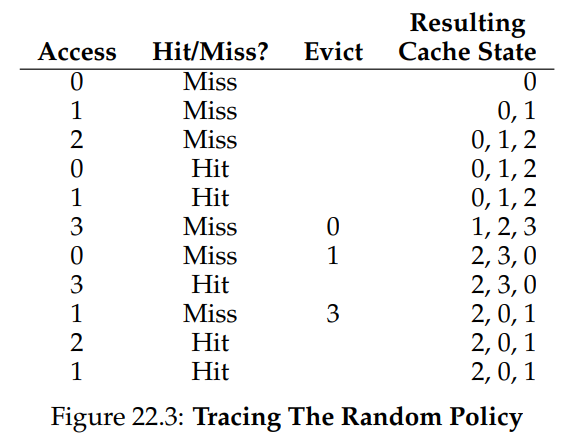 Resulting
Access Hit/Miss? Evict Cache State
0 Miss 0
1 Miss 0, 1
2 Miss 0, 1, 2
0 Hit 0, 1, 2
1 Hit 0, 1, 2
3 Miss 0 1, 2, 3
0 Miss 1 2, 3, 0
3 Hit 2, 3, 0
1 Miss 3 2, 0, 1
2 Hit 2, 0, 1
1 Hit 2, 0, 1
Figure 22.3: Tracing The Random Policy